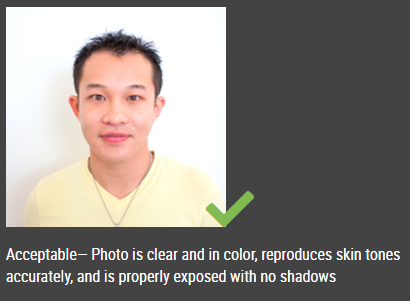 Acceptable— Photo is clear and in color, reproduces skin tones
accurately, and is properly exposed with no shadows